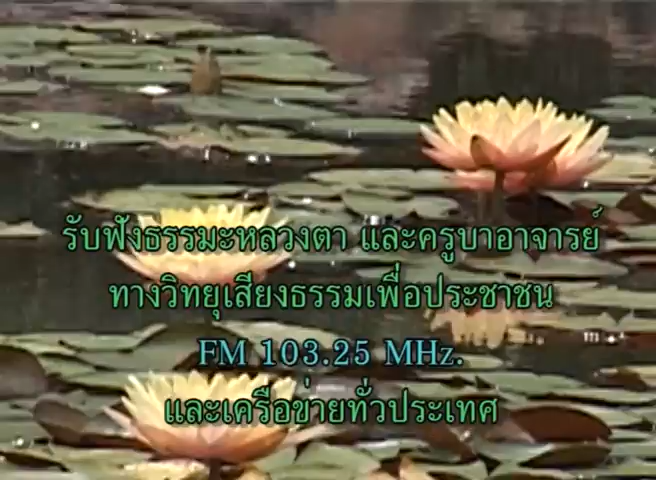 รับฟังธรรมะหลวงตา และครูบาอาจารย์
ทางวิทยุเสียงธรรมเพื่อประชาชน
FM 103.25 MHz.
และเครือข่ายทั่วประเทศ